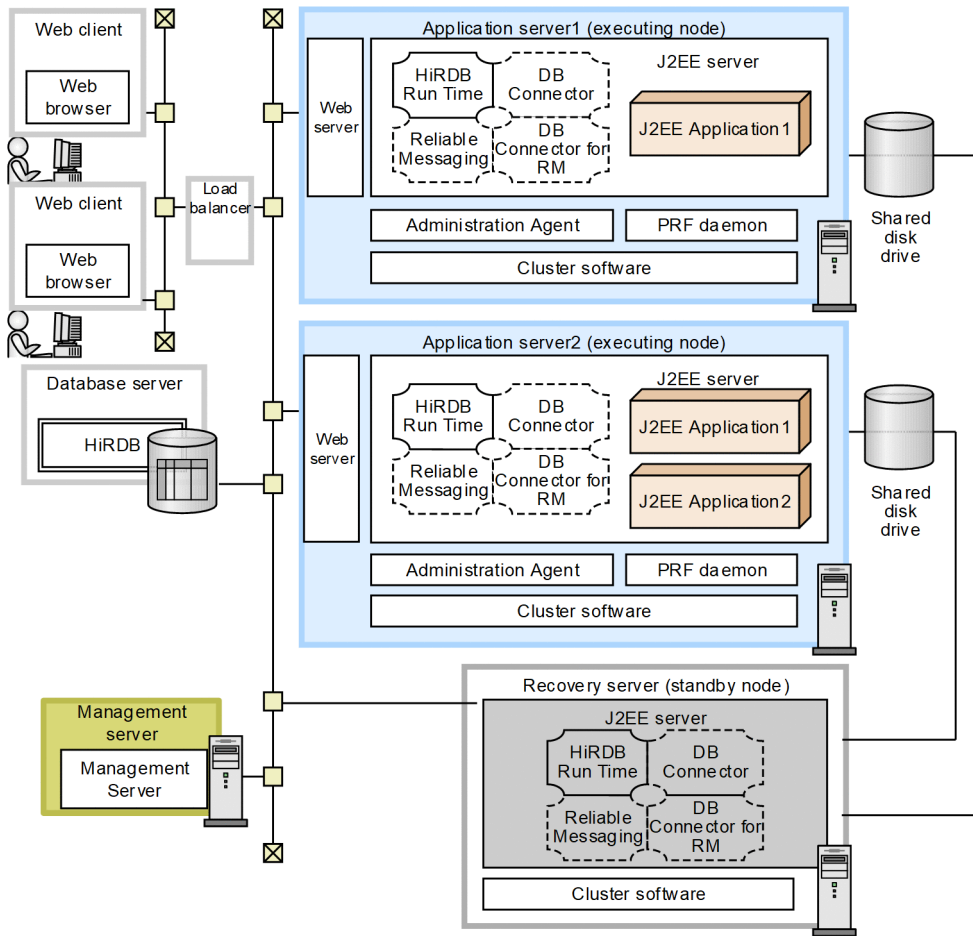 Web client
Web
browser
Web client
Web
browser
Load
balancer
Application server1 (executing node)
Web
server
J2EE server
HiRDB
Run Time
DB
Connector
Reliable
Messaging
DB
Connector for
RM
J2EE Application1
Administration Agent
PRF daemon
Cluster software
Shared
disk
drive
Application server2 (executing node)
Web
server
J2EE server
HiRDB
Run Time
DB
Connector
Reliable
Messaging
DB
Connector for
RM
J2EE Application1
J2EE Application2
Administration Agent
PRF daemon
Cluster software
Shared
disk
drive
Database server
HiRDB
Management
server
Management
Server
Recovery server (standby node)
J2EE server
HiRDB
Run Time
DB
Connector
Reliable
Messaging
DB
Connector for
RM
Cluster software